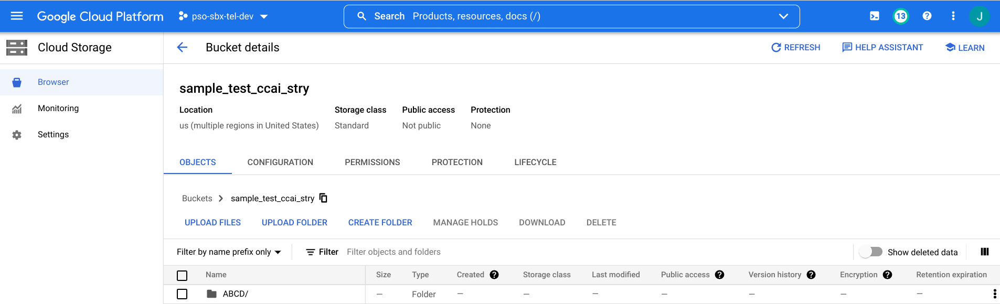 Google Cloud Platform pso-sbx-tel-dev Search Products, resources, docs (/) 13 J
Cloud Storage
Bucket details REFRESH HELP ASSISTANT LEARN
Browser
Monitoring
Settings
sample_test_ccai_stry
Location Storage class Public access Protection
us (multiple regions in United States) Standard Not public None
OBJECTS CONFIGURATION PERMISSIONS PROTECTION LIFECYCLE
Buckets sample_test_ccai_stry
UPLOAD FILES UPLOAD FOLDER CREATE FOLDER MANAGE HOLDS DOWNLOAD DELETE
Filter by name prefix only Filter Filter objects and folders Show deleted data
Name Size Type Created Storage class Last modified Public access Version history Encryption Retention expiration
ABCD/ — Folder — — — — — — —